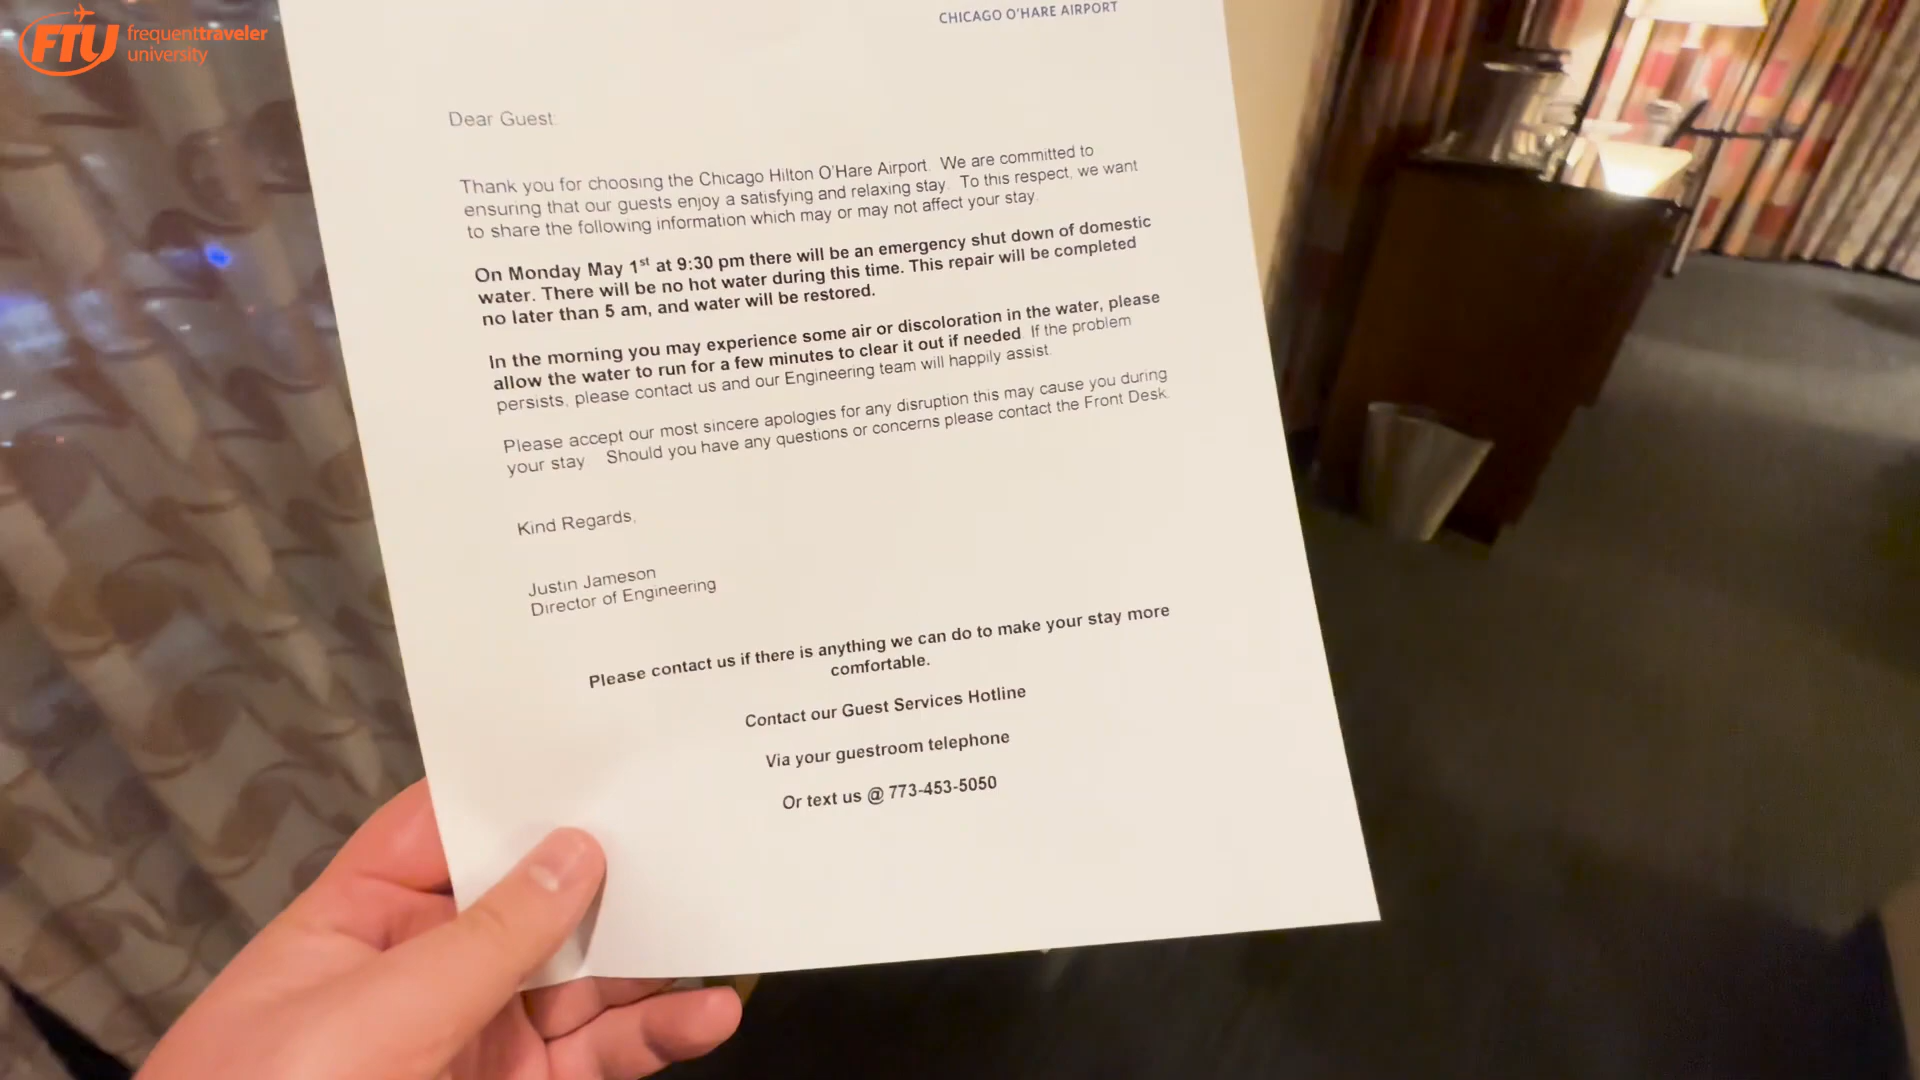 FTU frequenttraveler
university
CHICAGO O'HARE AIRPORT
Dear Guest:
Thank you for choosing the Chicago Hilton O'Hare Airport. We are committed to
ensuring that our guests enjoy a satisfying and relaxing stay. To this respect, we want
to share the following information which may or may not affect your stay.
On Monday May 1st at 9:30 pm there will be an emergency shut down of domestic
water. There will be no hot water during this time. This repair will be completed
no later than 5 am, and water will be restored.
In the morning you may experience some air or discoloration in the water, please
allow the water to run for a few minutes to clear it out if needed. If the problem
persists, please contact us and our Engineering team will happily assist.
Please accept our most sincere apologies for any disruption this may cause you during
your stay. Should you have any questions or concerns please contact the Front Desk.
Kind Regards,
Justin Jameson
Director of Engineering
Please contact us if there is anything we can do to make your stay more
comfortable.
Contact our Guest Services Hotline
Via your guestroom telephone
Or text us @ 773-453-5050